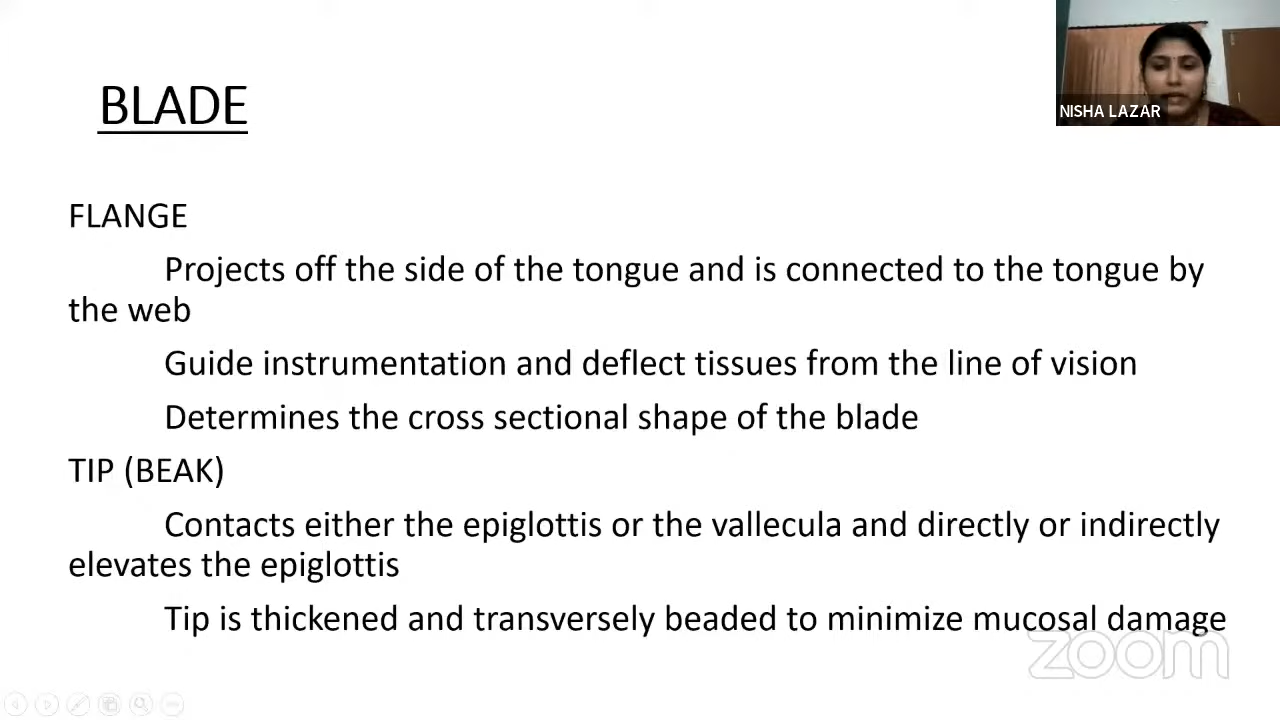 BLADE
NISHA LAZAR
FLANGE
Projects off the side of the tongue and is connected to the tongue by
the web
Guide instrumentation and deflect tissues from the line of vision
Determines the cross sectional shape of the blade
TIP (BEAK)
Contacts either the epiglottis or the vallecula and directly or indirectly
elevates the epiglottis
Tip is thickened and transversely beaded to minimize mucosal damage
zoom